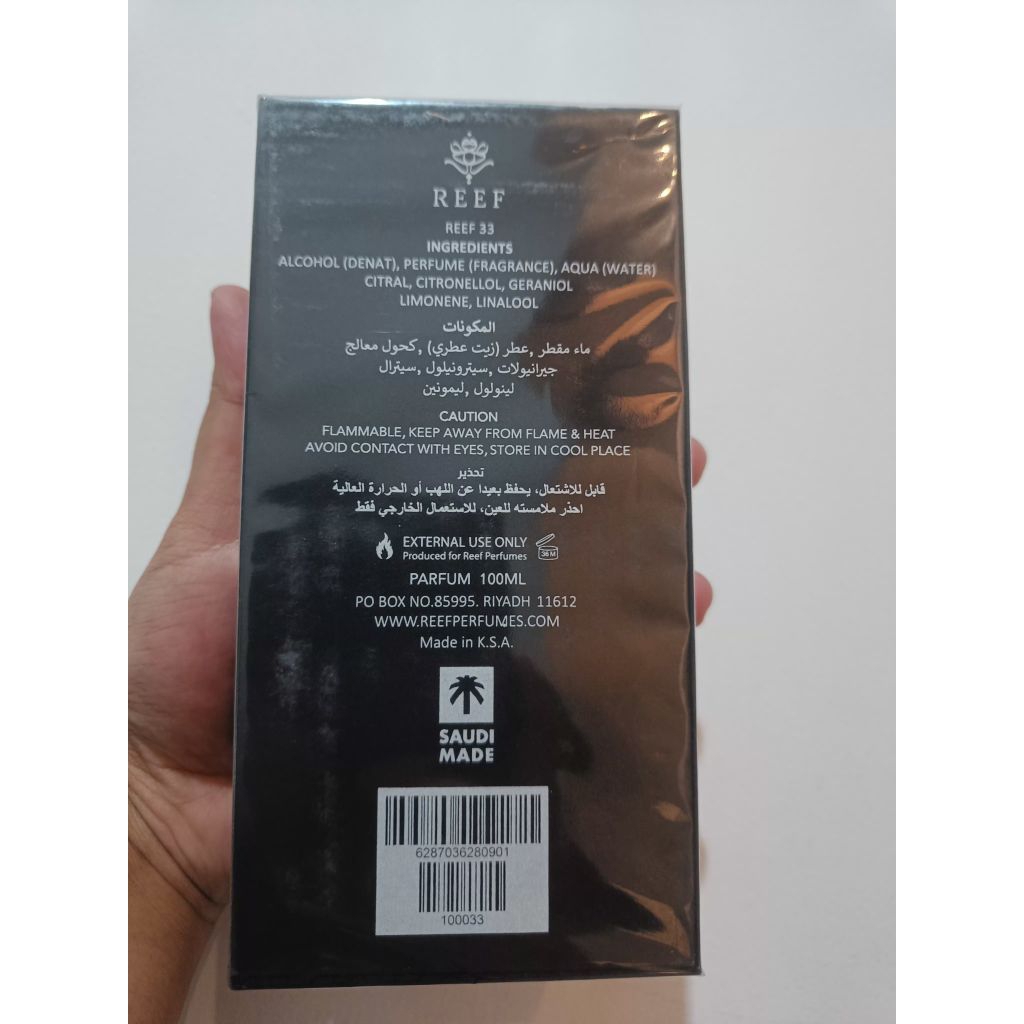 REEF
REEF 33
INGREDIENTS
ALCOHOL (DENAT), PERFUME (FRAGRANCE), AQUA (WATER)
CITRAL, CITRONELLOL, GERANIOL
LIMONENE, LINALOOL
المكونات
ماء مقطر ,عطر (زيت عطري) ,كحول معالج
جيرانيولات ,سيترونيلول ,سيترال
لينولول ,ليمونين
CAUTION
FLAMMABLE, KEEP AWAY FROM FLAME & HEAT
AVOID CONTACT WITH EYES, STORE IN COOL PLACE
تحذير
قابل للاشتعال، يحفظ بعيدا عن اللهب أو الحرارة العالية
احذر ملامسته للعين، للاستعمال الخارجي فقط
EXTERNAL USE ONLY
Produced for Reef Perfumes
36 M
PARFUM 100ML
PO BOX NO.85995. RIYADH 11612
WWW.REEFPERFUMES.COM
Made in K.S.A.
SAUDI
MADE
6287036280901
100033